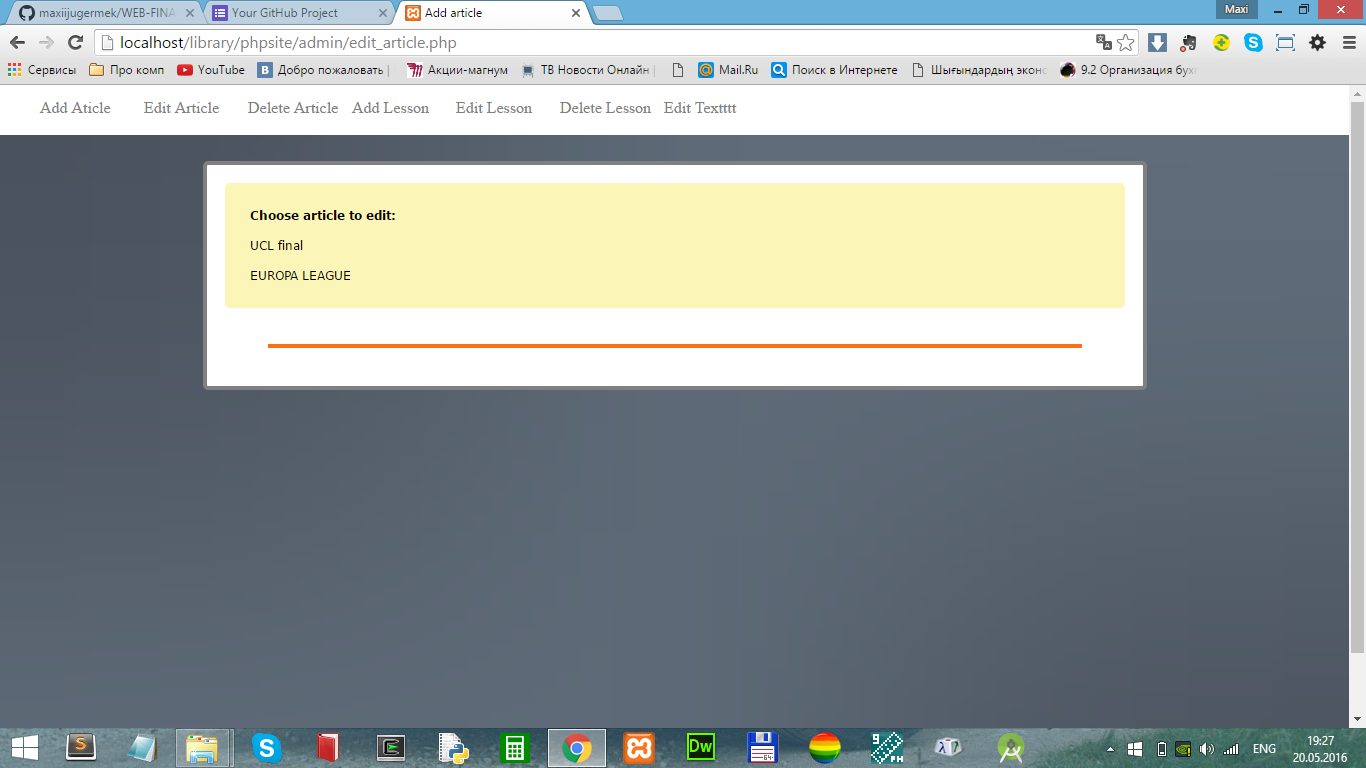 maxiijugermek/WEB-FINA
Your GitHub Project
Add article
Maxi
localhost/library/phpsite/admin/edit_article.php
Сервисы
Про комп
YouTube
Добро пожаловать |
Акции-магнум
ТВ Новости Онлайн |
Mail.Ru
Поиск в Интернете
Шығындардың экон
9.2 Организация бух
Add Aticle Edit Article Delete Article Add Lesson Edit Lesson Delete Lesson Edit Textttt
Choose article to edit:
UCL final
EUROPA LEAGUE
Dw
64
ENG
19:27
20.05.2016